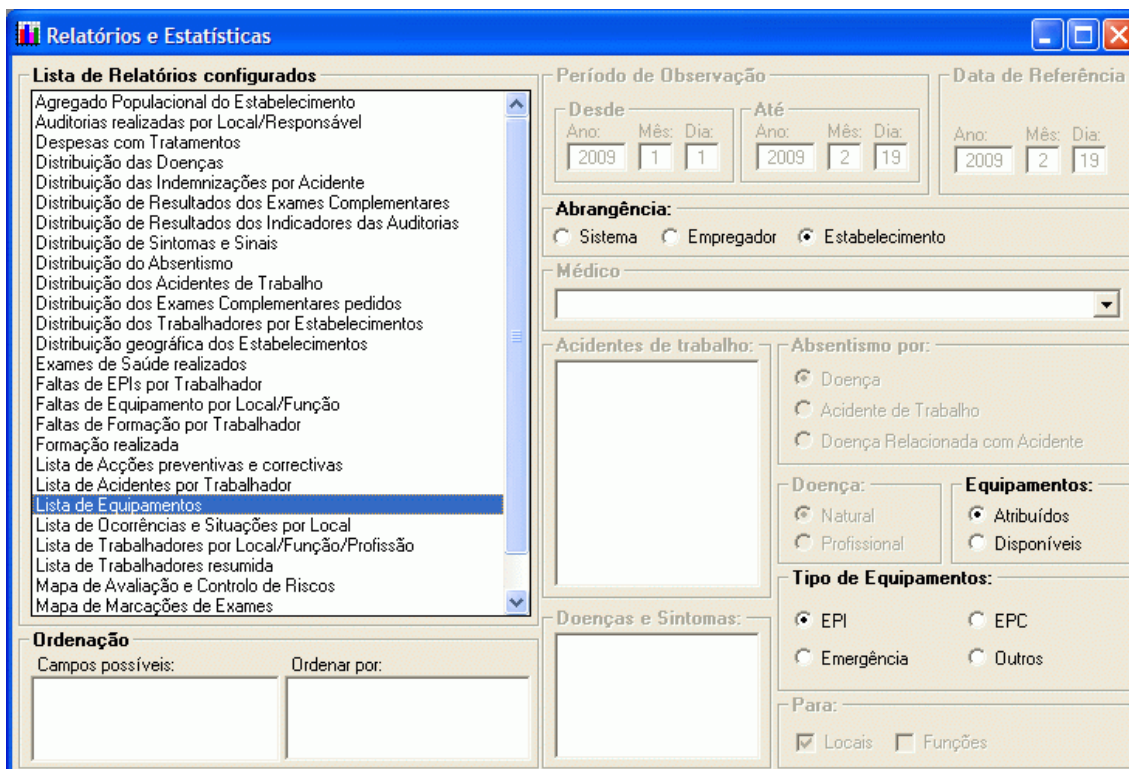 Relatórios e Estatísticas
Lista de Relatórios configurados
Agregado Populacional do Estabelecimento
Auditorias realizadas por Local/Responsável
Despesas com Tratamentos
Distribuição das Doenças
Distribuição das Indemnizações por Acidente
Distribuição de Resultados dos Exames Complementares
Distribuição de Resultados dos Indicadores das Auditorias
Distribuição de Sintomas e Sinais
Distribuição do Absentismo
Distribuição dos Acidentes de Trabalho
Distribuição dos Exames Complementares pedidos
Distribuição dos Trabalhadores por Estabelecimentos
Distribuição geográfica dos Estabelecimentos
Exames de Saúde realizados
Faltas de EPIs por Trabalhador
Faltas de Equipamento por Local/Função
Faltas de Formação por Trabalhador
Formação realizada
Lista de Acções preventivas e correctivas
Lista de Acidentes por Trabalhador
Lista de Equipamentos
Lista de Ocorrências e Situações por Local
Lista de Trabalhadores por Local/Função/Profissão
Lista de Trabalhadores resumida
Mapa de Avaliação e Controlo de Riscos
Mapa de Marcações de Exames
Ordenação
Campos possíveis: Ordenar por:
Período de Observação
Desde Até
Ano: Mês: Dia: Ano: Mês: Dia:
2009 1 1 2009 2 19
Data de Referência
Ano: Mês: Dia:
2009 2 19
Abrangência:
Sistema Empregador Estabelecimento
Médico
Acidentes de trabalho:
Doenças e Sintomas:
Absentismo por:
Doença
Acidente de Trabalho
Doença Relacionada com Acidente
Doença:
Natural
Profissional
Equipamentos:
Atribuídos
Disponíveis
Tipo de Equipamentos:
EPI EPC
Emergência Outros
Para:
Locais Funções